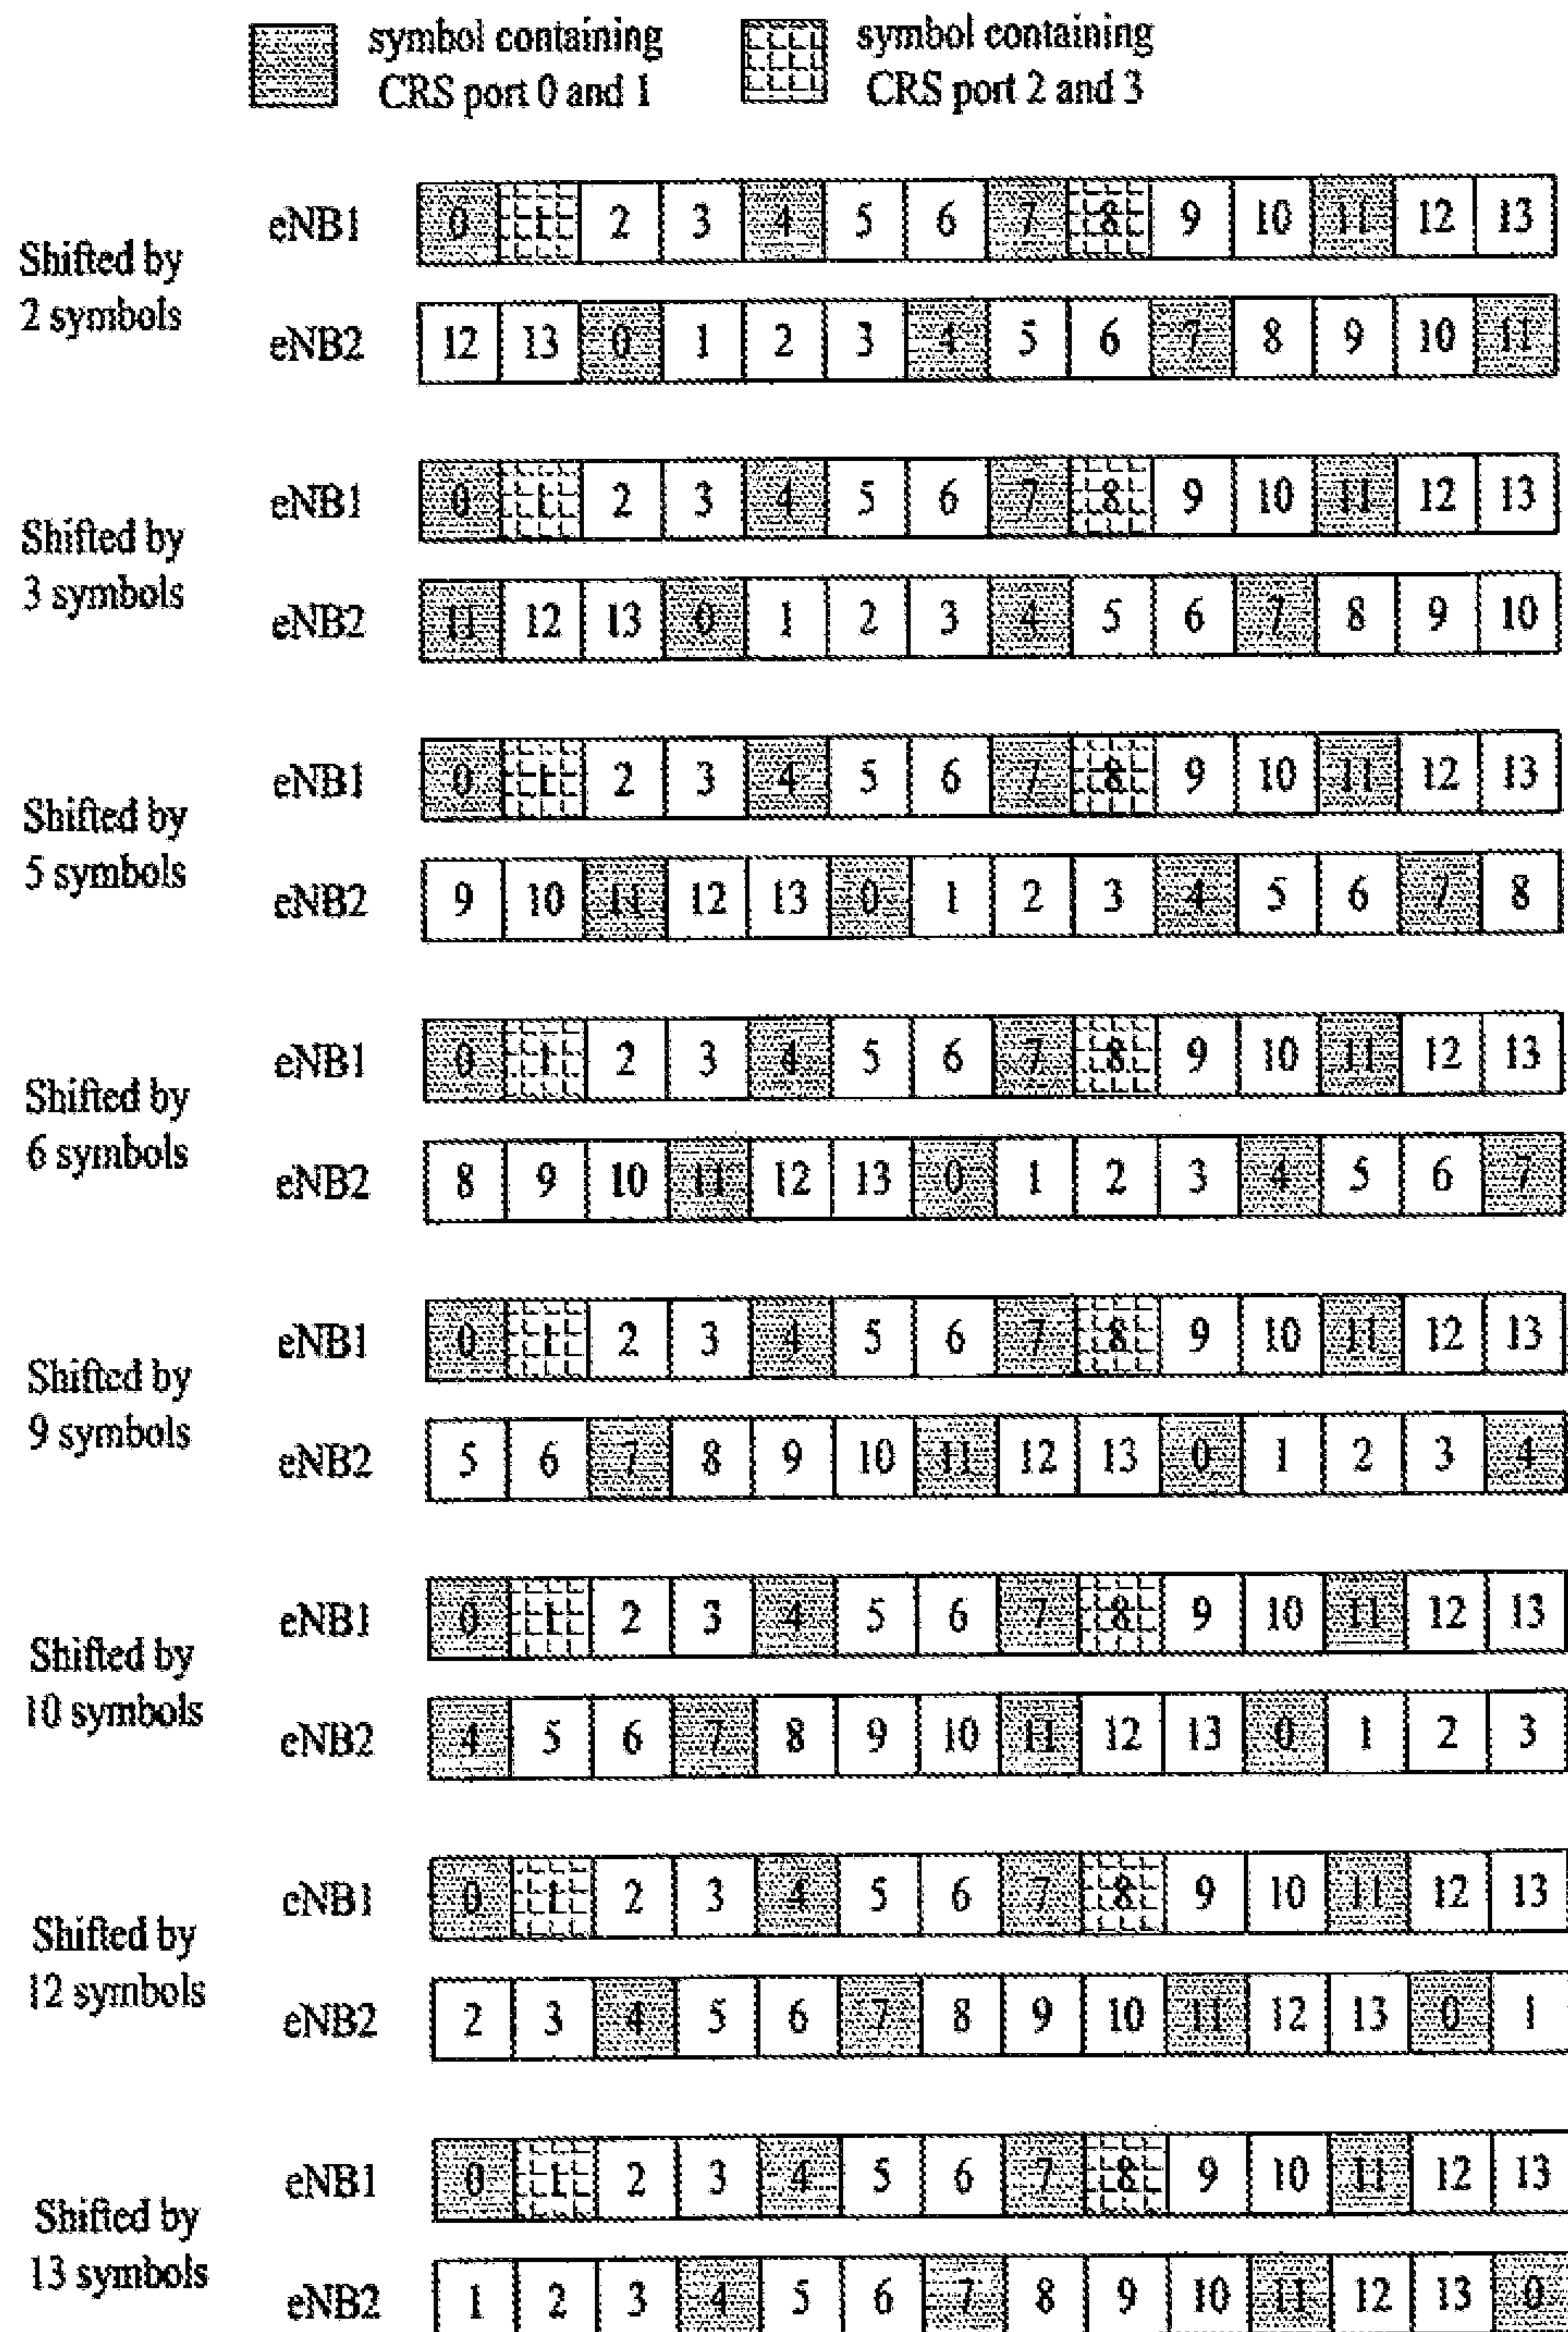 symbol containing
CRS port 0 and 1
symbol containing
CRS port 2 and 3
Shifted by
2 symbols
eNB1 0 1 2 3 4 5 6 7 8 9 10 11 12 13
eNB2 12 13 0 1 2 3 4 5 6 7 8 9 10 11
Shifted by
3 symbols
eNB1 0 1 2 3 4 5 6 7 8 9 10 11 12 13
eNB2 11 12 13 0 1 2 3 4 5 6 7 8 9 10
Shifted by
5 symbols
eNB1 0 1 2 3 4 5 6 7 8 9 10 11 12 13
eNB2 9 10 11 12 13 0 1 2 3 4 5 6 7 8
Shifted by
6 symbols
eNB1 0 1 2 3 4 5 6 7 8 9 10 11 12 13
eNB2 8 9 10 11 12 13 0 1 2 3 4 5 6 7
Shifted by
9 symbols
eNB1 0 1 2 3 4 5 6 7 8 9 10 11 12 13
eNB2 5 6 7 8 9 10 11 12 13 0 1 2 3 4
Shifted by
10 symbols
eNB1 0 1 2 3 4 5 6 7 8 9 10 11 12 13
eNB2 4 5 6 7 8 9 10 11 12 13 0 1 2 3
Shifted by
12 symbols
eNB1 0 1 2 3 4 5 6 7 8 9 10 11 12 13
eNB2 2 3 4 5 6 7 8 9 10 11 12 13 0 1
Shifted by
13 symbols
eNB1 0 1 2 3 4 5 6 7 8 9 10 11 12 13
eNB2 1 2 3 4 5 6 7 8 9 10 11 12 13 0